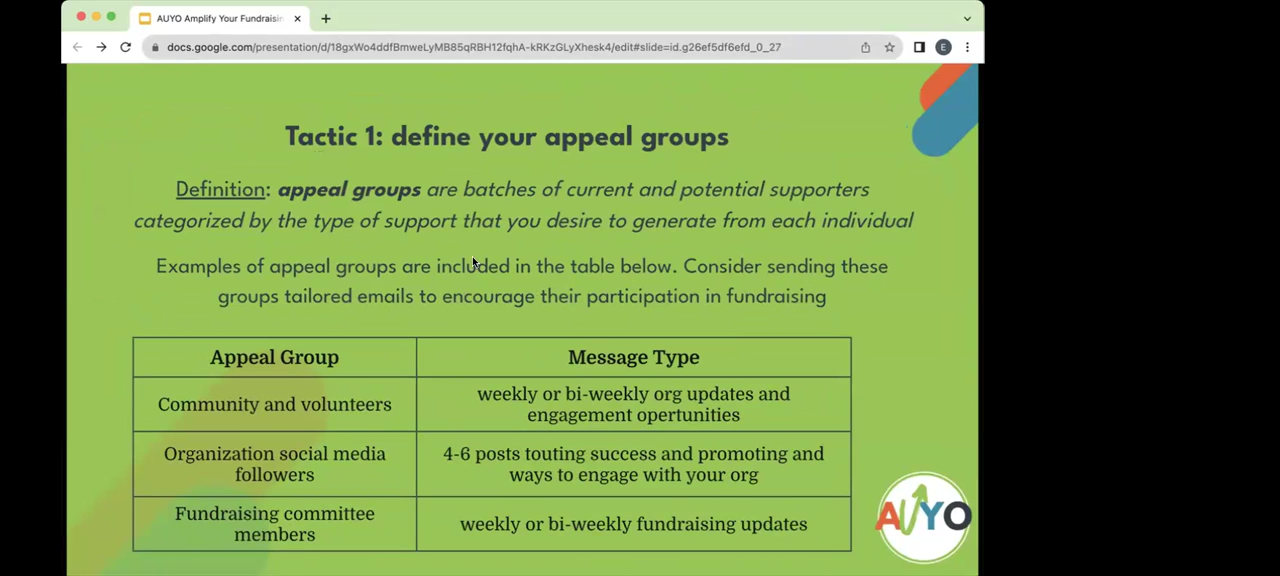 AUYO Amplify Your Fundraisin
docs.google.com/presentation/d/18gxWo4ddfBmweLyMB85qRBH12fqhA-kRKzGLyXhesk4/edit#slide=id.g26ef5df6efd_0_27
E
Tactic 1: define your appeal groups
Definition: appeal groups are batches of current and potential supporters
categorized by the type of support that you desire to generate from each individual
Examples of appeal groups are included in the table below. Consider sending these
groups tailored emails to encourage their participation in fundraising
Appeal Group
Message Type
Community and volunteers
weekly or bi-weekly org updates and
engagement opertunities
Organization social media
followers
4-6 posts touting success and promoting and
ways to engage with your org
Fundraising committee
members
weekly or bi-weekly fundraising updates
AUYO